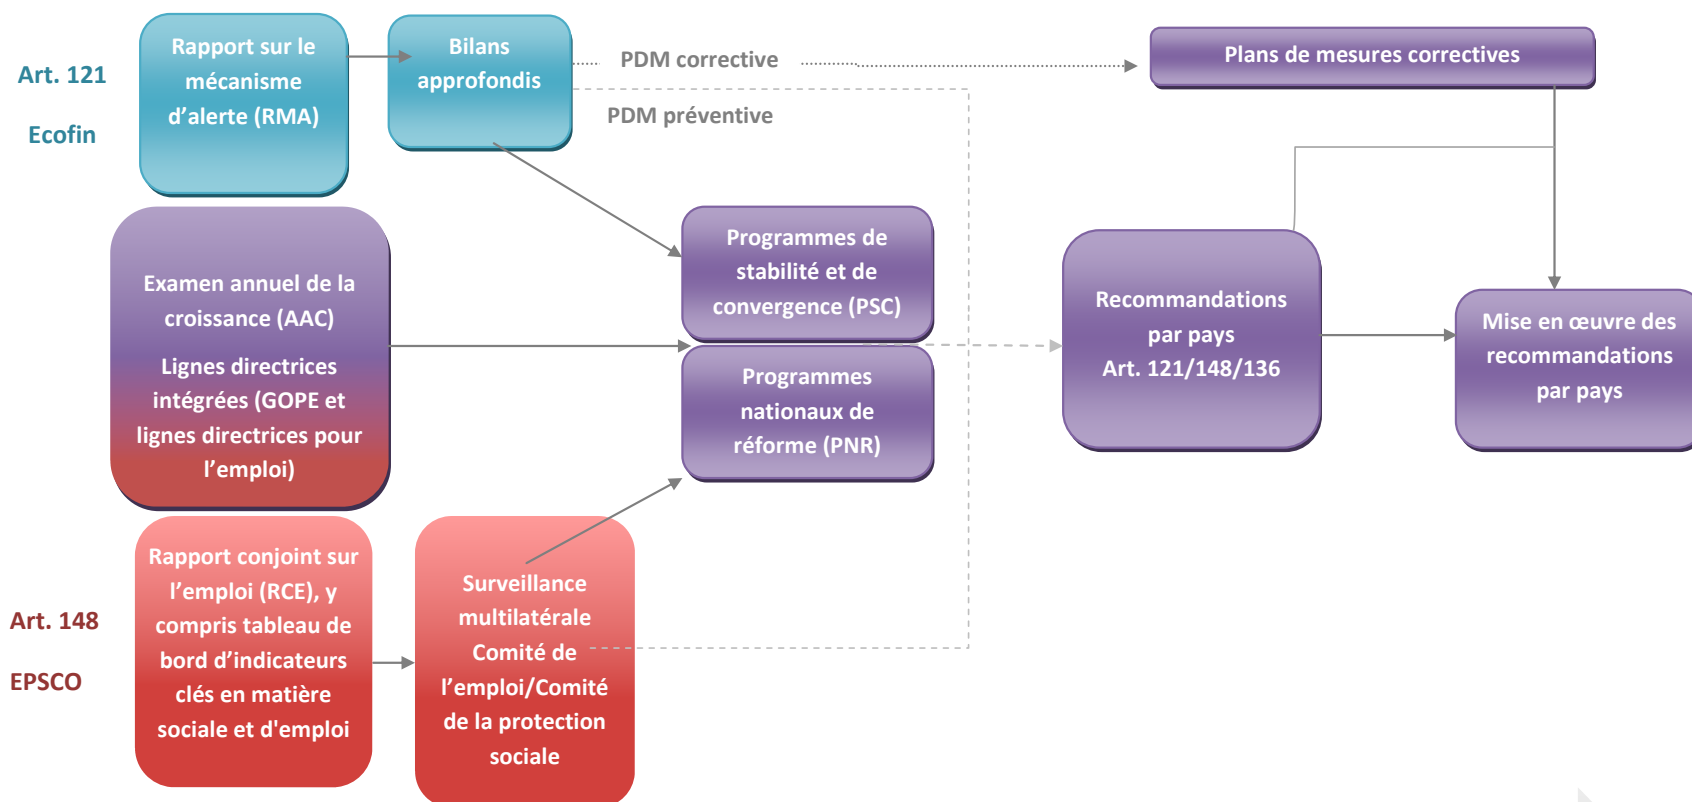 Art. 121
Ecofin
Rapport sur le
mécanisme
d’alerte (RMA)
Bilans
approfondis
PDM corrective
PDM préventive
Plans de mesures correctives
Examen annuel de la
croissance (AAC)
Lignes directrices
intégrées (GOPE et
lignes directrices pour
l’emploi)
Programmes de
stabilité et de
convergence (PSC)
Programmes
nationaux de
réforme (PNR)
Recommandations
par pays
Art. 121/148/136
Mise en œuvre des
recommandations
par pays
Art. 148
EPSCO
Rapport conjoint sur
l’emploi (RCE), y
compris tableau de
bord d’indicateurs
clés en matière
sociale et d'emploi
Surveillance
multilatérale
Comité de
l’emploi/Comité
de la protection
sociale